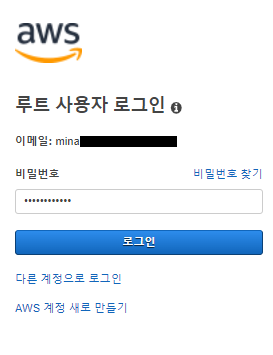 aws
루트 사용자 로그인
이메일: mina
비밀번호 비밀번호 찾기
••••••••••••
로그인
다른 계정으로 로그인
AWS 계정 새로 만들기